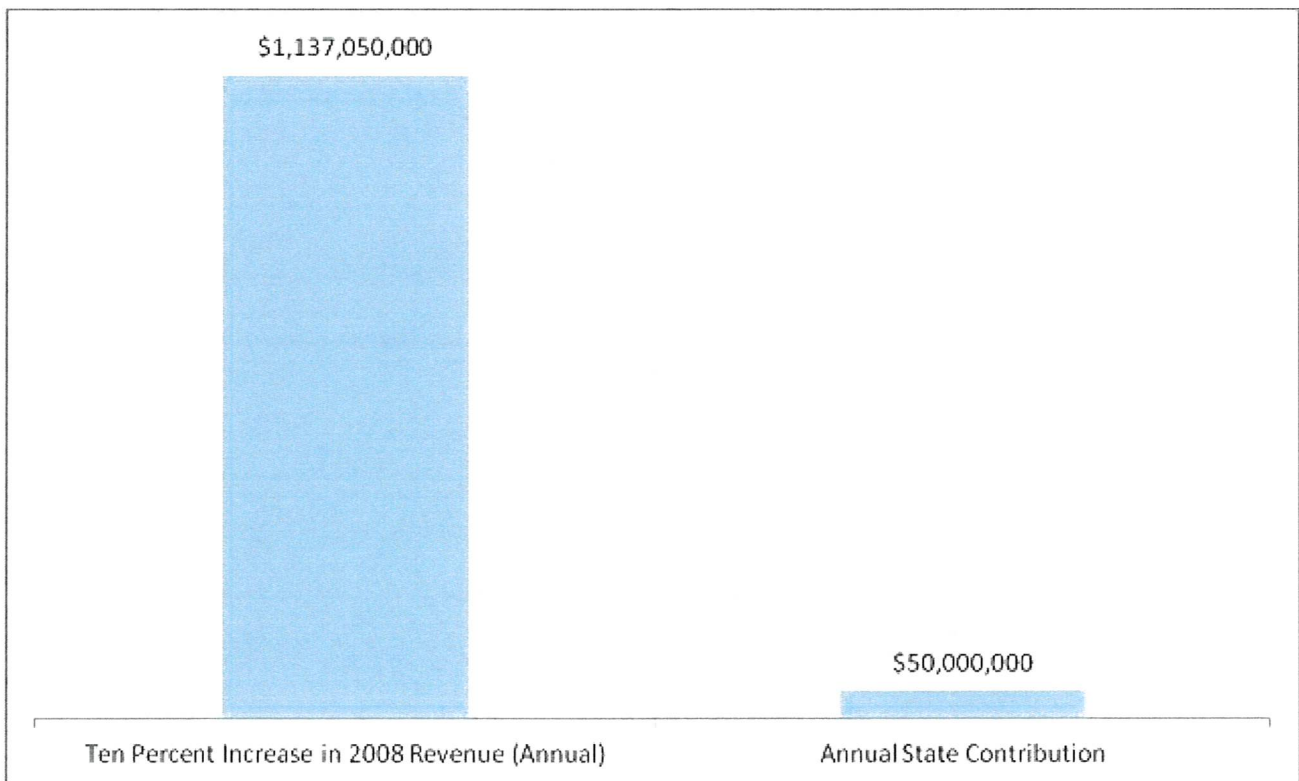 $1,137,050,000
$50,000,000
Ten Percent Increase in 2008 Revenue (Annual)
Annual State Contribution